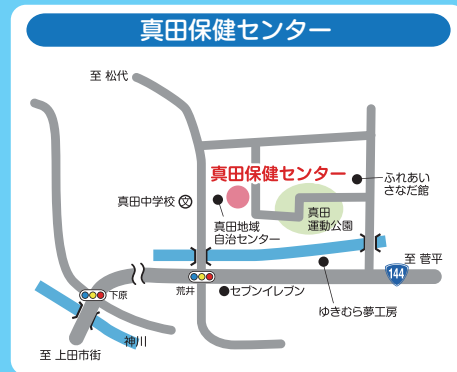 真田保健センター
至 松代
真田保健センター
ふれあい
さなだ館
真田中学校 文
真田地域
自治センター
真田
運動公園
至 菅平
144
下原
荒井
セブンイレブン
ゆきむら夢工房
神川
至 上田市街